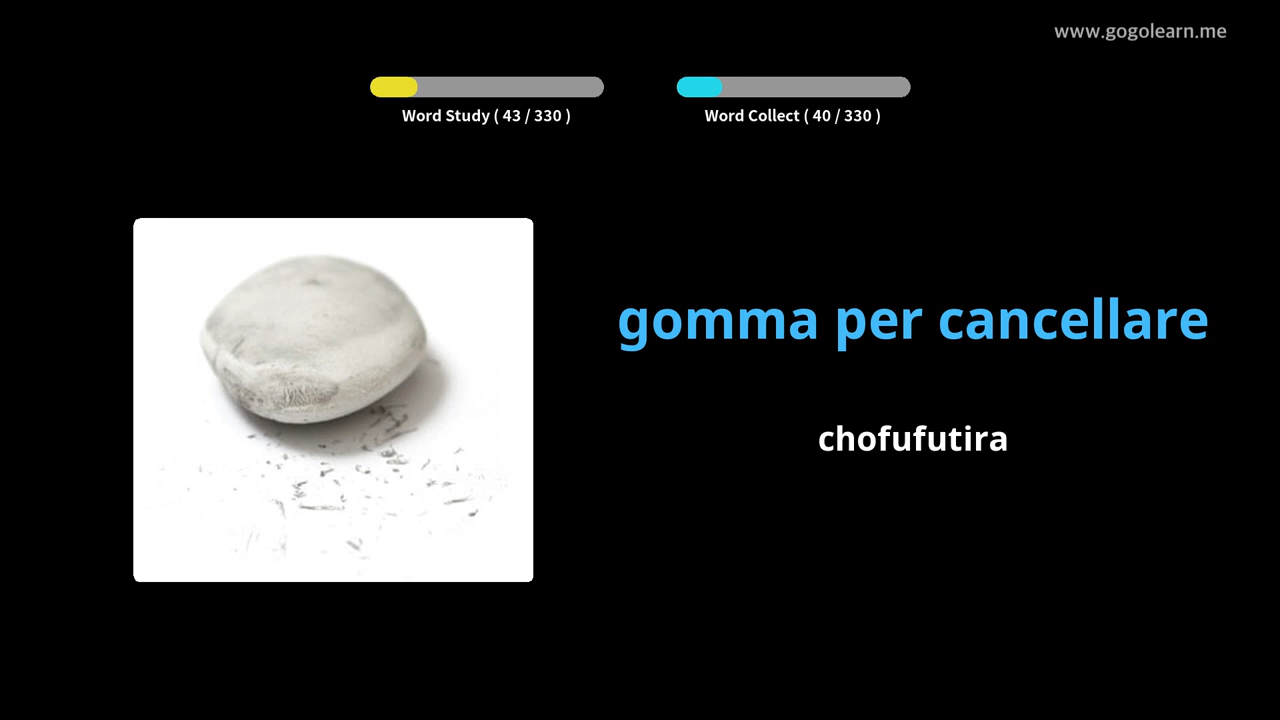 www.gogolearn.me
Word Study ( 43 / 330 )
Word Collect ( 40 / 330 )
gomma per cancellare
chofufutira